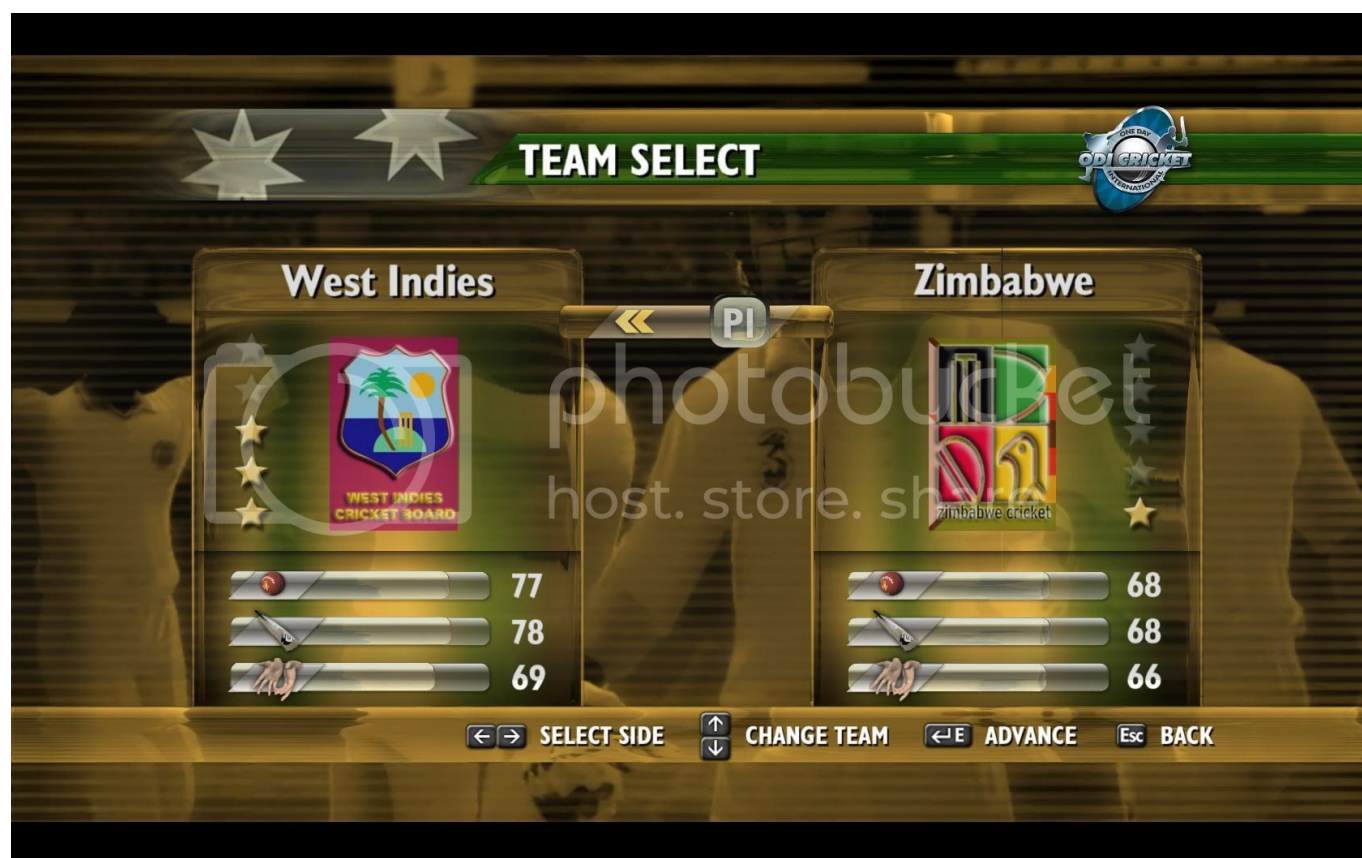 TEAM SELECT
ONE DAY
ODI CRICKET
INTERNATIONAL
West Indies
Zimbabwe
P1
photobucket
host. store. share.
WEST INDIES
CRICKET BOARD
zimbabwe cricket
77
68
78
68
69
66
SELECT SIDE
CHANGE TEAM
E ADVANCE
Esc BACK